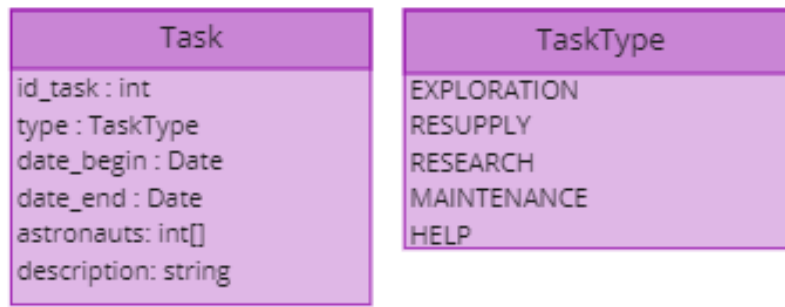 Task
id_task : int
type : TaskType
date_begin : Date
date_end : Date
astronauts: int[]
description: string
TaskType
EXPLORATION
RESUPPLY
RESEARCH
MAINTENANCE
HELP